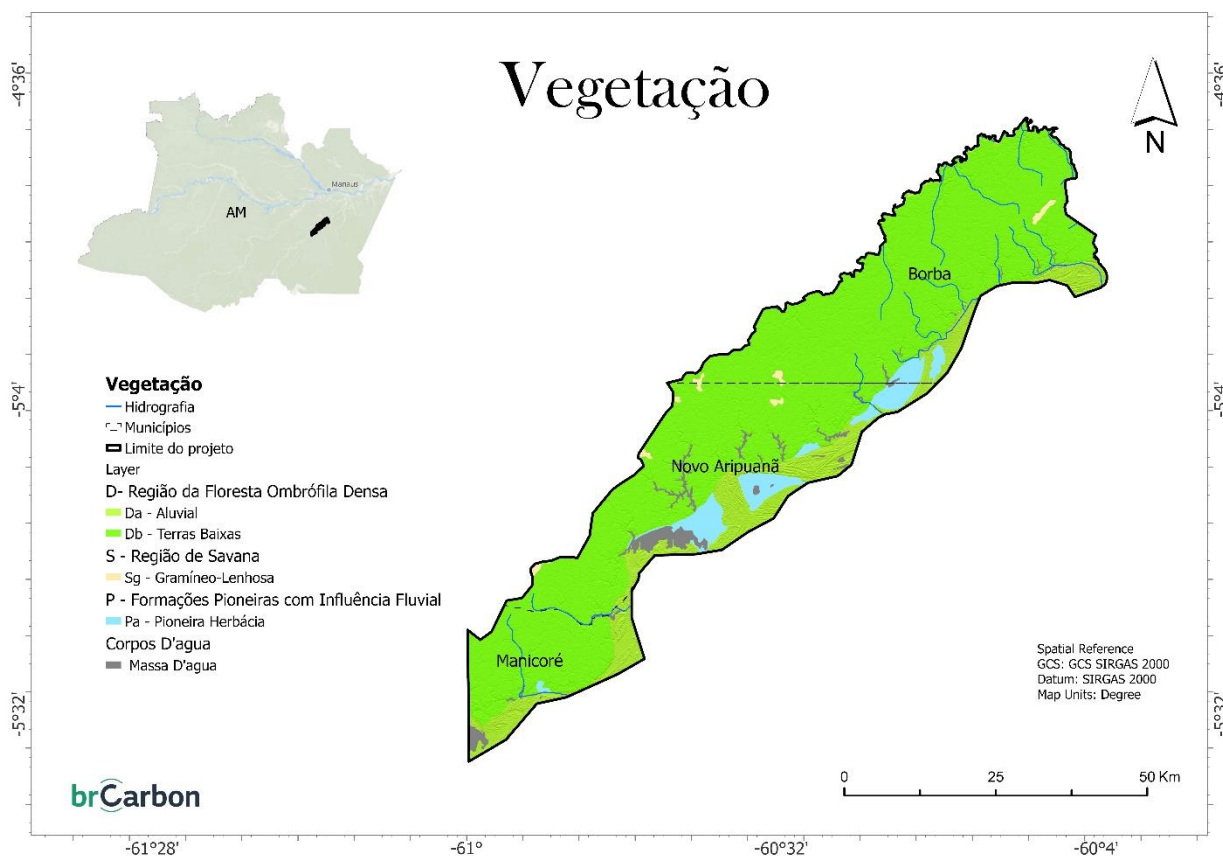 Vegetação
-4°36'
-4°36'
N
Manaus
AM
Borba
-5°4'
-5°4'
Novo Aripuanã
Manicoré
Vegetação
Hidrografia
Municípios
Limite do projeto
Layer
D- Região da Floresta Ombrófila Densa
Da - Aluvial
Db - Terras Baixas
S - Região de Savana
Sg - Gramíneo-Lenhosa
P - Formações Pioneiras com Influência Fluvial
Pa - Pioneira Herbácia
Corpos D'agua
Massa D'agua
Spatial Reference
GCS: GCS SIRGAS 2000
Datum: SIRGAS 2000
Map Units: Degree
-5°32'
-5°32'
0 25 50 Km
brCarbon
-61°28' -61° -60°32' -60°4'